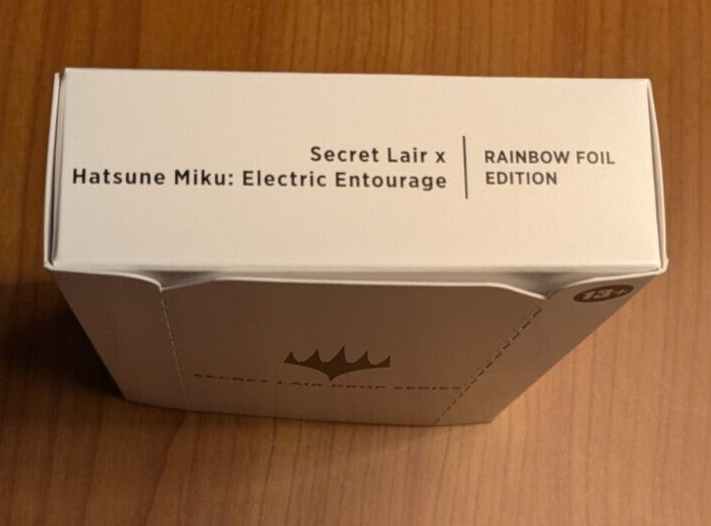 Secret Lair x
Hatsune Miku: Electric Entourage
RAINBOW FOIL
EDITION
13+
SECRET LAIR DROP SERIES